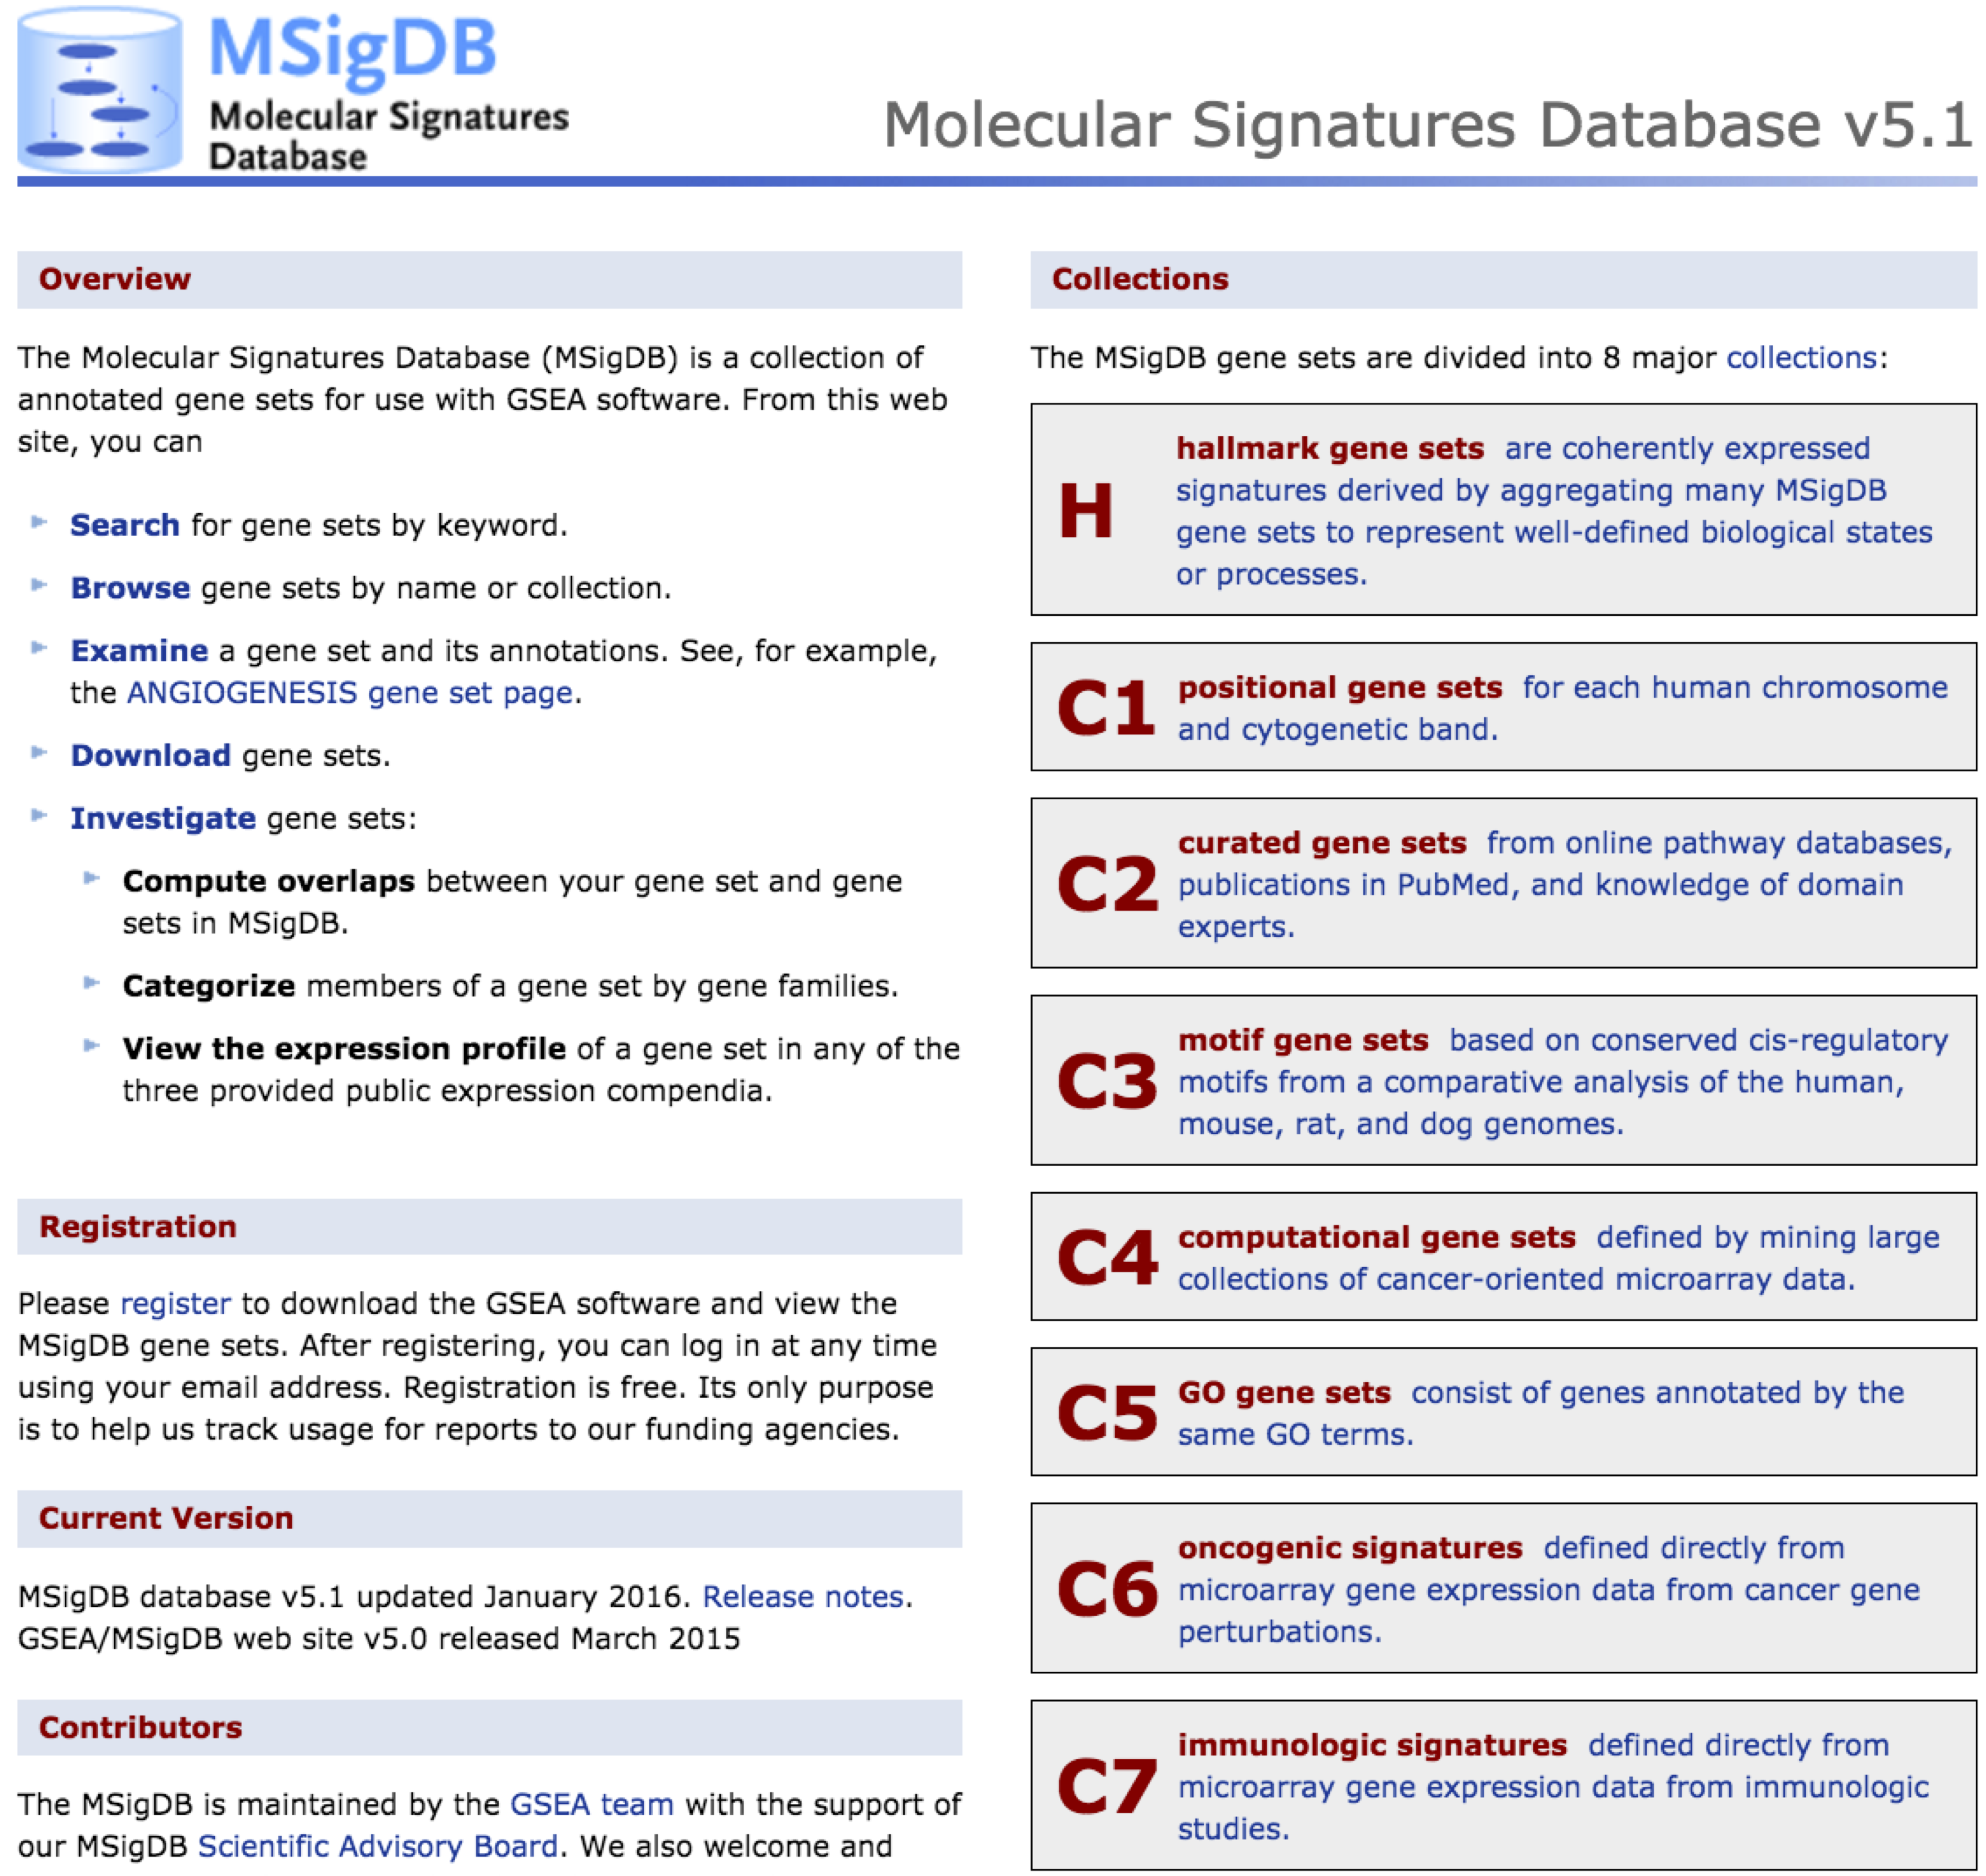 MSigDB
Molecular Signatures
Database
Molecular Signatures Database v5.1
Overview
The Molecular Signatures Database (MSigDB) is a collection of
annotated gene sets for use with GSEA software. From this web
site, you can
Search for gene sets by keyword.
Browse gene sets by name or collection.
Examine a gene set and its annotations. See, for example,
the ANGIOGENESIS gene set page.
Download gene sets.
Investigate gene sets:
Compute overlaps between your gene set and gene
sets in MSigDB.
Categorize members of a gene set by gene families.
View the expression profile of a gene set in any of the
three provided public expression compendia.
Registration
Please register to download the GSEA software and view the
MSigDB gene sets. After registering, you can log in at any time
using your email address. Registration is free. Its only purpose
is to help us track usage for reports to our funding agencies.
Current Version
MSigDB database v5.1 updated January 2016. Release notes.
GSEA/MSigDB web site v5.0 released March 2015
Contributors
The MSigDB is maintained by the GSEA team with the support of
our MSigDB Scientific Advisory Board. We also welcome and
Collections
The MSigDB gene sets are divided into 8 major collections:
H
hallmark gene sets are coherently expressed
signatures derived by aggregating many MSigDB
gene sets to represent well-defined biological states
or processes.
C1
positional gene sets for each human chromosome
and cytogenetic band.
C2
curated gene sets from online pathway databases,
publications in PubMed, and knowledge of domain
experts.
C3
motif gene sets based on conserved cis-regulatory
motifs from a comparative analysis of the human,
mouse, rat, and dog genomes.
C4
computational gene sets defined by mining large
collections of cancer-oriented microarray data.
C5
GO gene sets consist of genes annotated by the
same GO terms.
C6
oncogenic signatures defined directly from
microarray gene expression data from cancer gene
perturbations.
C7
immunologic signatures defined directly from
microarray gene expression data from immunologic
studies.